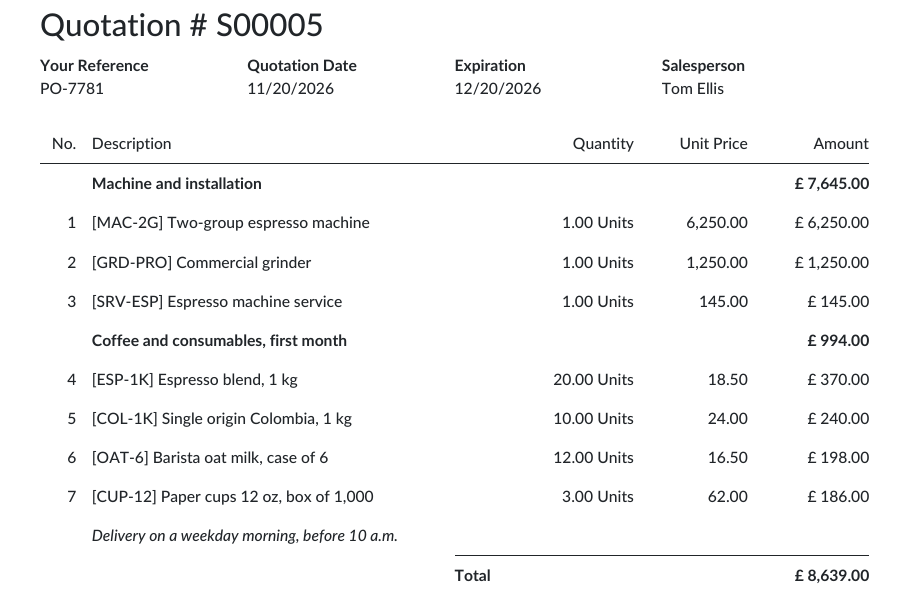 Quotation # S00005
Your Reference Quotation Date Expiration Salesperson
PO-7781 11/20/2026 12/20/2026 Tom Ellis
No. Description Quantity Unit Price Amount
Machine and installation £ 7,645.00
1 [MAC-2G] Two-group espresso machine 1.00 Units 6,250.00 £ 6,250.00
2 [GRD-PRO] Commercial grinder 1.00 Units 1,250.00 £ 1,250.00
3 [SRV-ESP] Espresso machine service 1.00 Units 145.00 £ 145.00
Coffee and consumables, first month £ 994.00
4 [ESP-1K] Espresso blend, 1 kg 20.00 Units 18.50 £ 370.00
5 [COL-1K] Single origin Colombia, 1 kg 10.00 Units 24.00 £ 240.00
6 [OAT-6] Barista oat milk, case of 6 12.00 Units 16.50 £ 198.00
7 [CUP-12] Paper cups 12 oz, box of 1,000 3.00 Units 62.00 £ 186.00
Delivery on a weekday morning, before 10 a.m.
Total £ 8,639.00